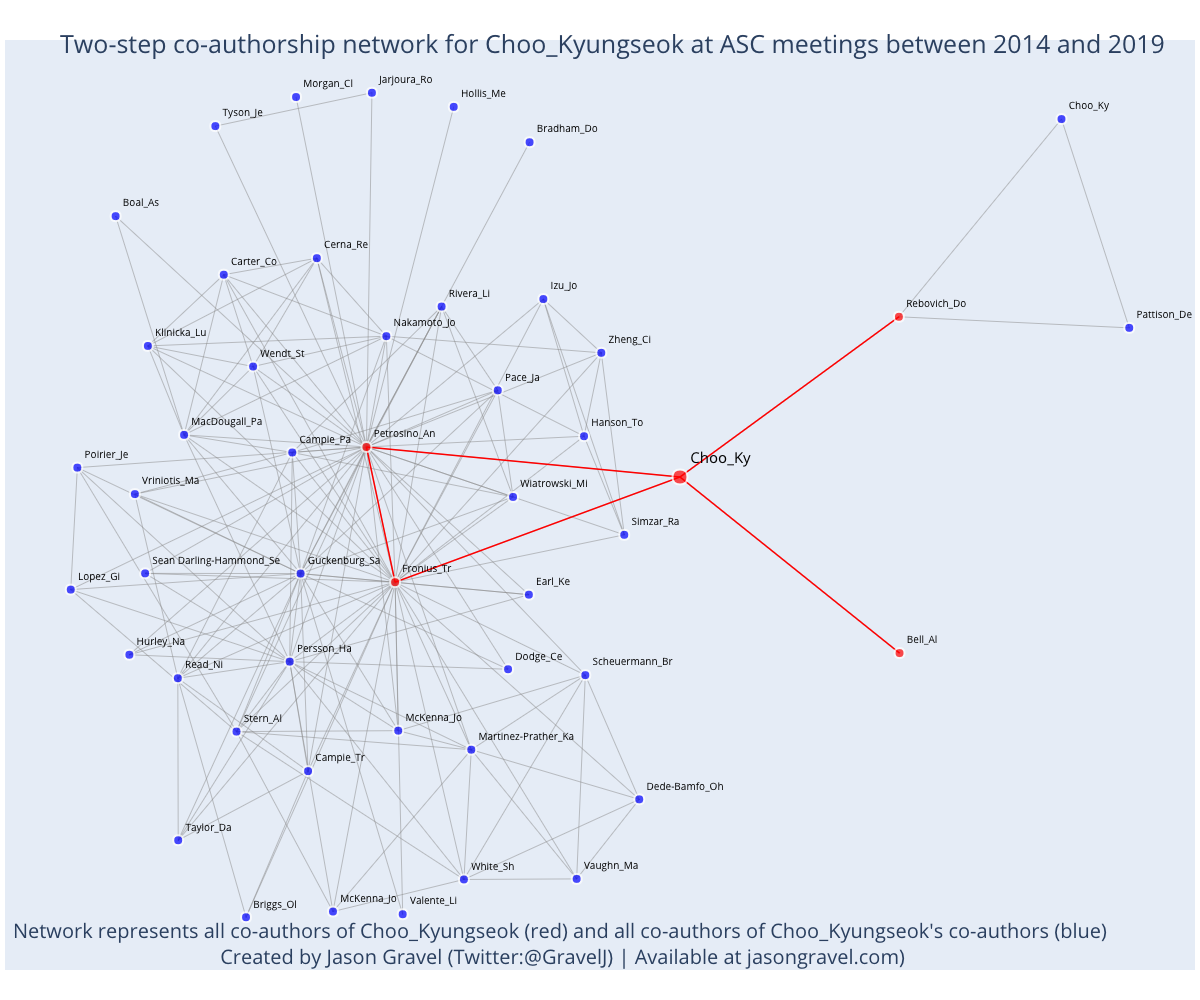 Two-step co-authorship network for Choo_Kyungseok at ASC meetings between 2014 and 2019
Morgan_Cl
Jarjoura_Ro
Hollis_Me
Tyson_Je
Choo_Ky
Bradham_Do
Boal_As
Cerna_Re
Carter_Co
Izu_Jo
Rivera_Li
Rebovich_Do
Pattison_De
Nakamoto_Jo
Klinicka_Lu
Zheng_Ci
Wendt_St
Pace_Ja
MacDougall_Pa
Hanson_To
Petrosino_An
Campie_Pa
Choo_Ky
Poirier_Je
Vriniotis_Ma
Wiatrowski_Mi
Simzar_Ra
Sean Darling-Hammond_Se
Guckenburg_Sa
Fronius_Tr
Lopez_Gi
Earl_Ke
Hurley_Na
Bell_Al
Persson_Ha
Dodge_Ce
Read_Ni
Scheuermann_Br
Stern_Al
McKenna_Jo
Martinez-Prather_Ka
Campie_Tr
Dede-Bamfo_Oh
Taylor_Da
White_Sh
Vaughn_Ma
Briggs_Ol
McKenna_Jo
Valente_Li
Network represents all co-authors of Choo_Kyungseok (red) and all co-authors of Choo_Kyungseok's co-authors (blue)
Created by Jason Gravel (Twitter:@GravelJ) | Available at jasongravel.com)